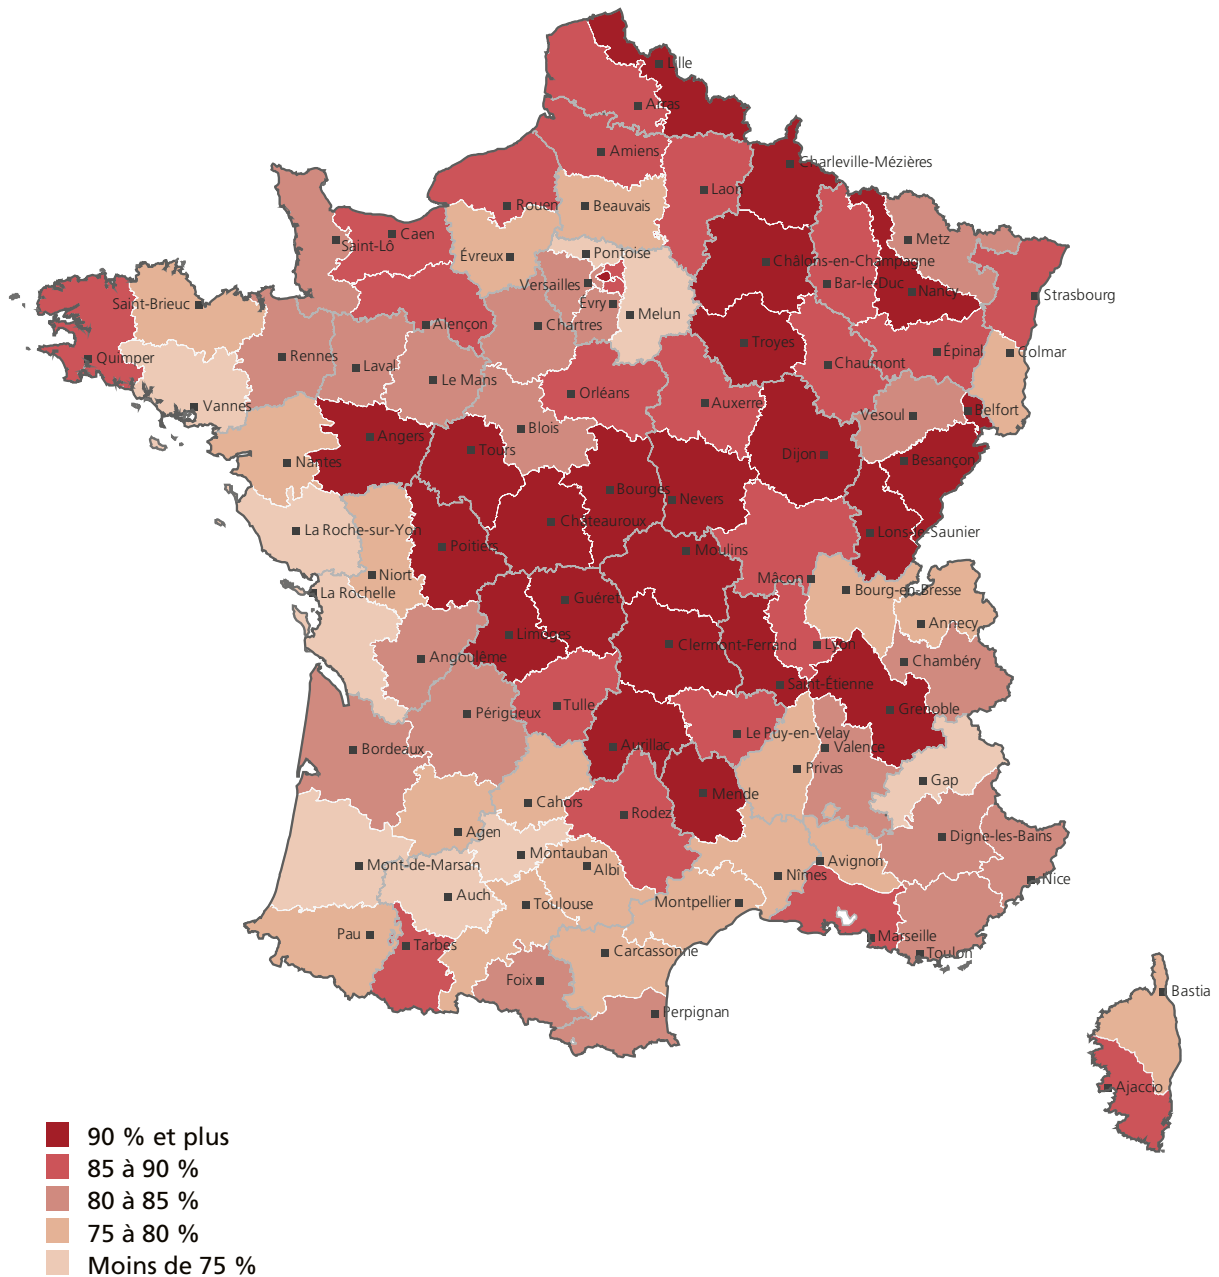 Lille
Arras
Amiens
Charleville-Mézières
Laon
Rouen
Beauvais
Caen
Saint-Lô
Metz
Évreux
Pontoise
Châlons-en-Champagne
Versailles
Bar-le-Duc
Nancy
Strasbourg
Saint-Brieuc
Evry
Melun
Alençon
Chartres
Troyes
Épinal
Colmar
Quimper
Rennes
Laval
Chaumont
Le Mans
Orléans
Auxerre
Vannes
Vesoul
Belfort
Blois
Angers
Tours
Dijon
Besançon
Nantes
Bourges
Nevers
La Roche-sur-Yon
Châteauroux
Lons-le-Saunier
Poitiers
Moulins
Niort
Mâcon
La Rochelle
Bourg-en-Bresse
Guéret
Annecy
Limoges
Clermont-Ferrand
Lyon
Angoulême
Chambéry
Saint-Étienne
Tulle
Grenoble
Périgueux
Le Puy-en-Velay
Bordeaux
Aurillac
Valence
Privas
Gap
Mende
Cahors
Rodez
Agen
Digne-les-Bains
Montauban
Mont-de-Marsan
Albi
Avignon
Nîmes
Nice
Auch
Toulouse
Montpellier
Pau
Tarbes
Marseille
Carcassonne
Toulon
Foix
Bastia
Perpignan
Ajaccio
90 % et plus
85 à 90 %
80 à 85 %
75 à 80 %
Moins de 75 %